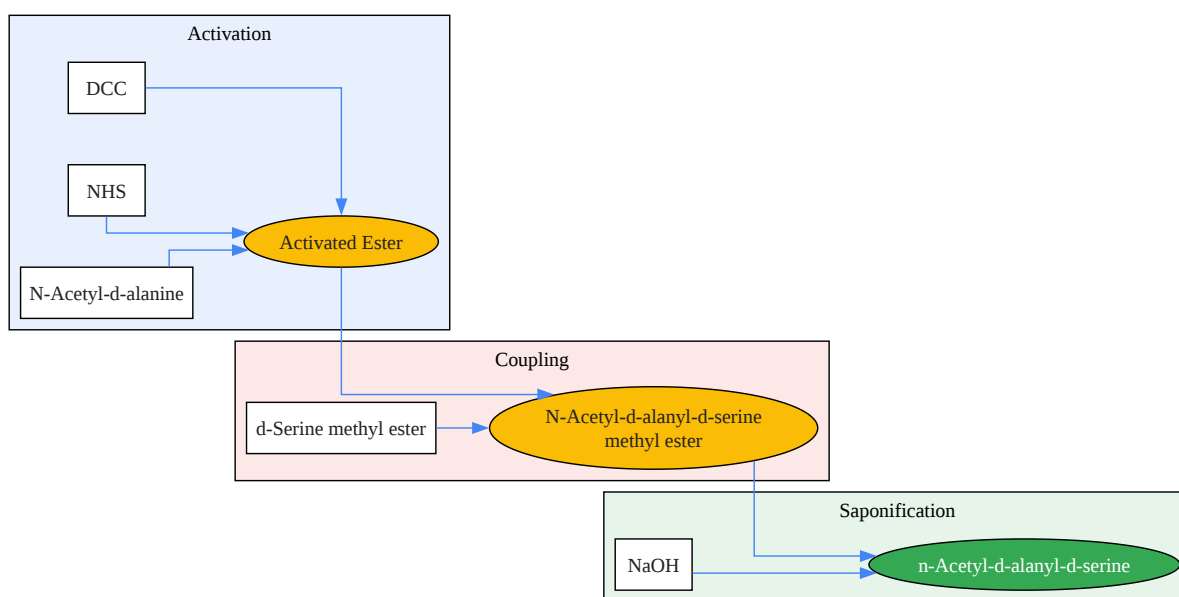 Activation
DCC
NHS
Activated Ester
N-Acetyl-d-alanine
Coupling
N-Acetyl-d-alanyl-d-serine
methyl ester
d-Serine methyl ester
Saponification
NaOH
n-Acetyl-d-alanyl-d-serine